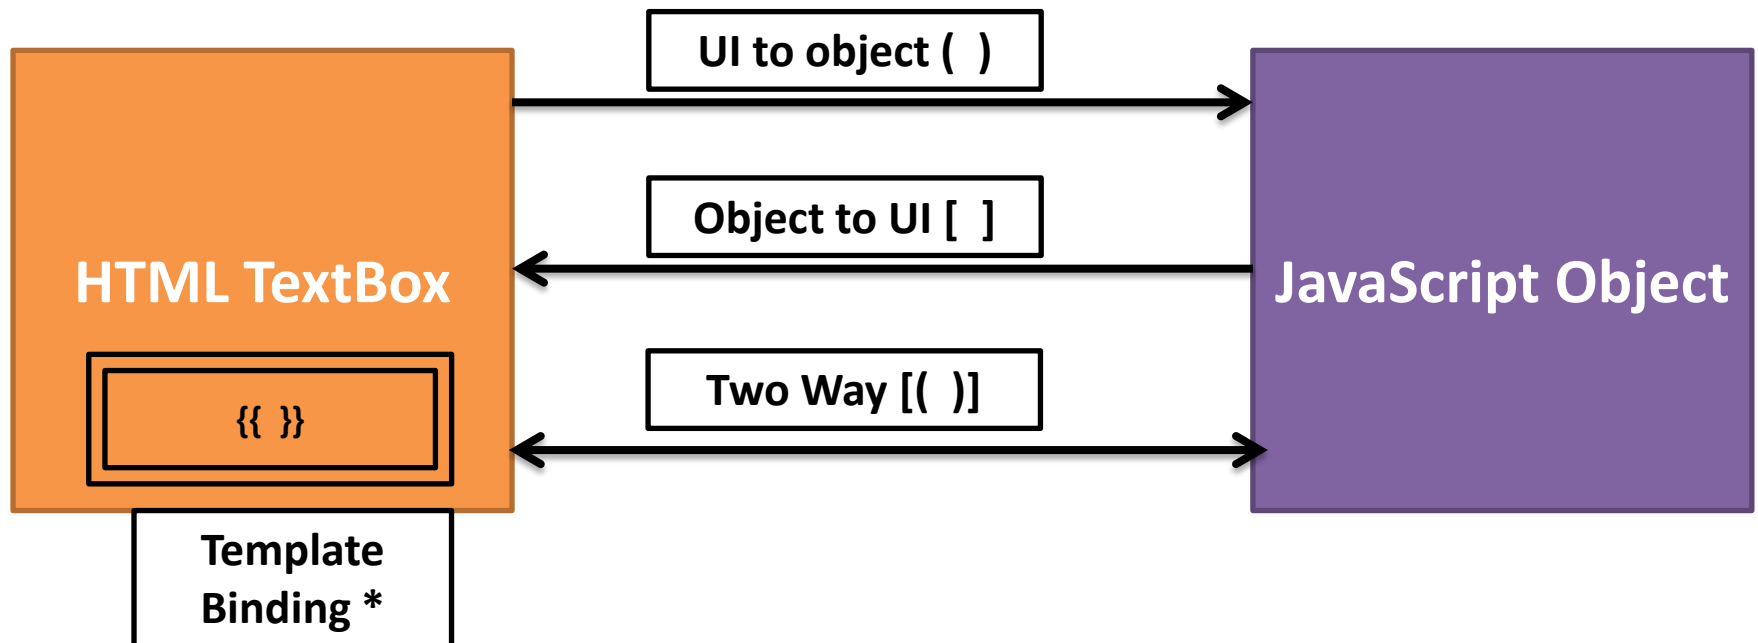 UI to object (  )
Object to UI [  ]
HTML TextBox
JavaScript Object
Two Way [(  )]
{{  }}
Template
Binding *